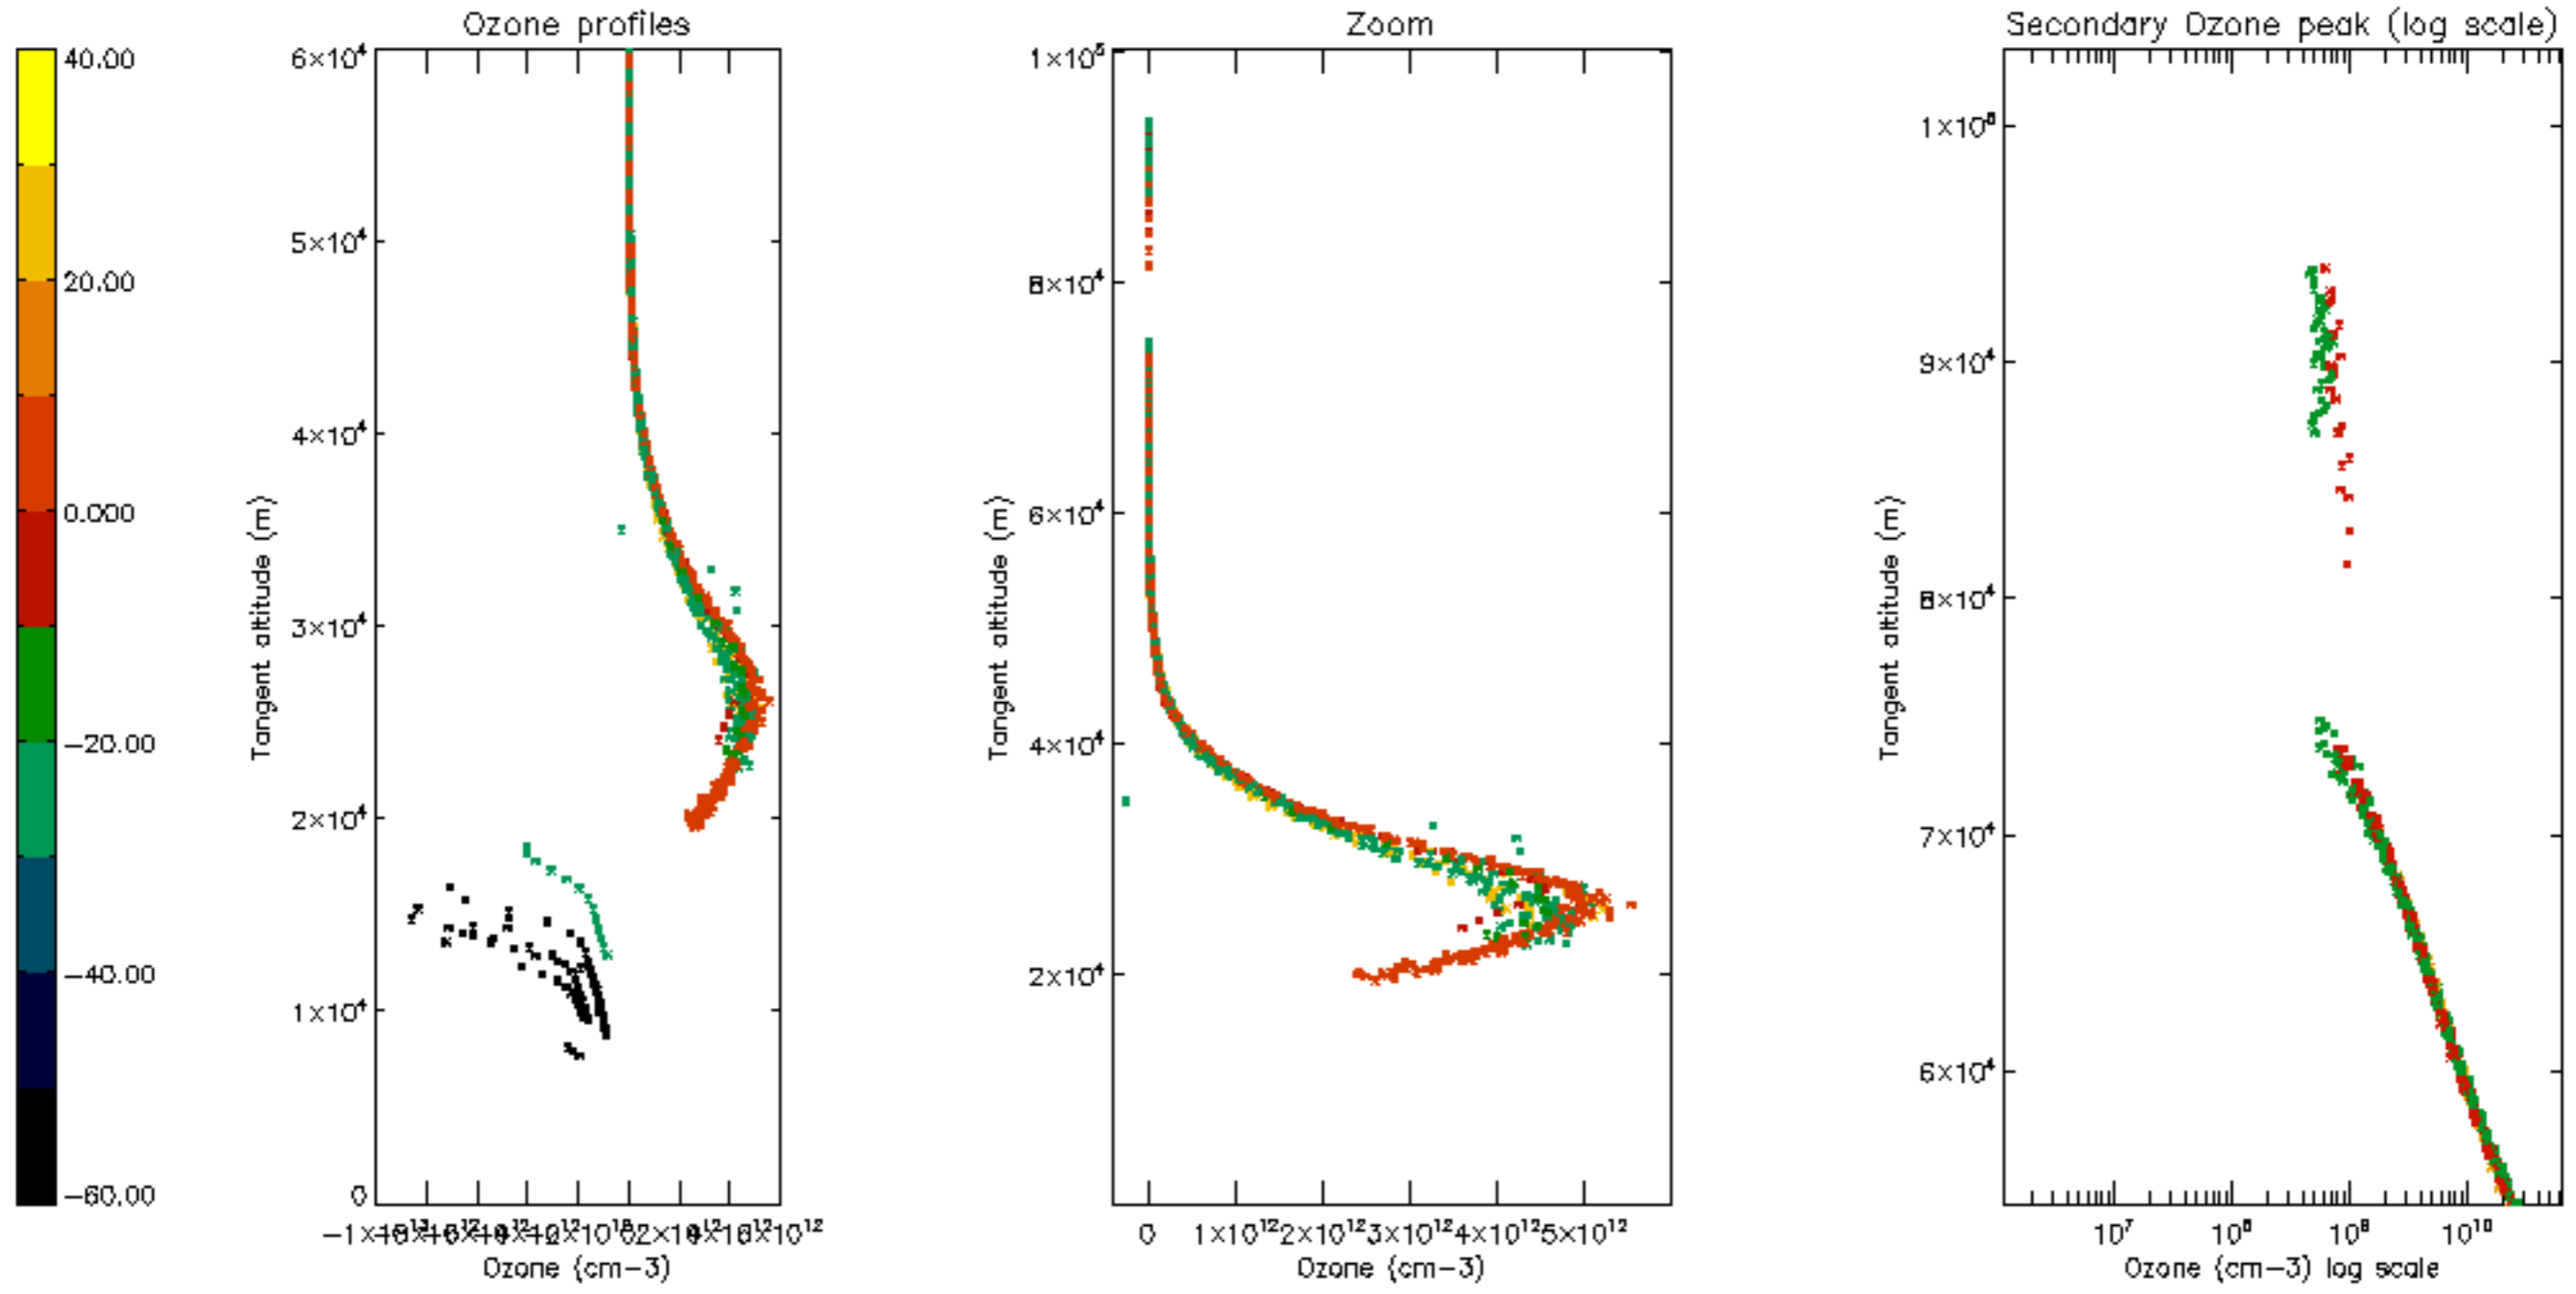 Ozone profiles
Zoom
Secondary Ozone peak (log scale)
40.00
20.00
0.000
−20.00
−40.00
−60.00
6×10⁴
5×10⁴
4×10⁴
3×10⁴
2×10⁴
1×10⁴
0
Tangent altitude (m)
Ozone (cm−3)
1×10⁵
8×10⁴
6×10⁴
4×10⁴
2×10⁴
Tangent altitude (m)
0 1×10¹² 2×10¹² 3×10¹² 4×10¹² 5×10¹²
Ozone (cm−3)
9×10⁴
8×10⁴
7×10⁴
6×10⁴
Tangent altitude (m)
10⁷ 10⁸ 10⁹ 10¹⁰
Ozone (cm−3) log scale